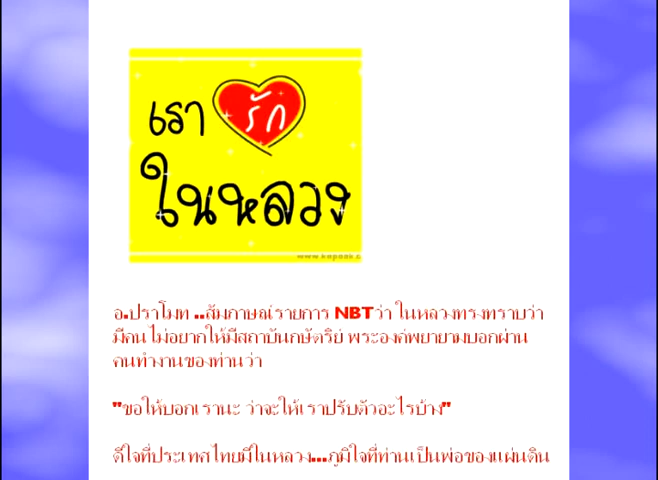 เรา รัก
ในหลวง
อ.ปราโมท ..สัมภาษณ์รายการ NBTว่า ในหลวงทรงทราบว่า
มีคนไม่อยากให้มีสถาบันกษัตริย์ พระองค์พยายามบอกผ่าน
คนทำงานของท่านว่า
"ขอให้บอกเรานะ ว่าจะให้เราปรับตัวอะไรบ้าง"
ดีใจที่ประเทศไทยมีในหลวง...ภูมิใจที่ท่านเป็นพ่อของแผ่นดิน